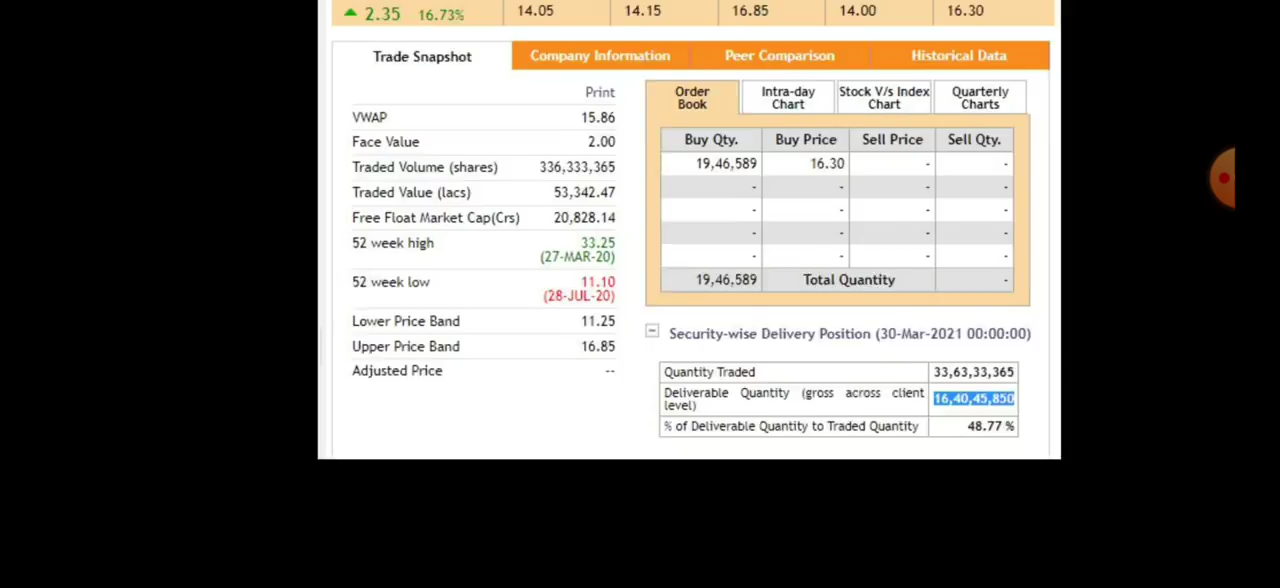 ▲ 2.35 16.73% 14.05 14.15 16.85 14.00 16.30
Trade Snapshot Company Information Peer Comparison Historical Data
Print
VWAP 15.86
Face Value 2.00
Traded Volume (shares) 336,333,365
Traded Value (lacs) 53,342.47
Free Float Market Cap(Crs) 20,828.14
52 week high 33.25
(27-MAR-20)
52 week low 11.10
(28-JUL-20)
Lower Price Band 11.25
Upper Price Band 16.85
Adjusted Price --
Order
Book
Intra-day
Chart
Stock V/s Index
Chart
Quarterly
Charts
Buy Qty. Buy Price Sell Price Sell Qty.
19,46,589 16.30 - -
- - - -
- - - -
- - - -
- - - -
19,46,589 Total Quantity -
Security-wise Delivery Position (30-Mar-2021 00:00:00)
Quantity Traded 33,63,33,365
Deliverable Quantity (gross across client
level) 16,40,45,850
% of Deliverable Quantity to Traded Quantity 48.77 %